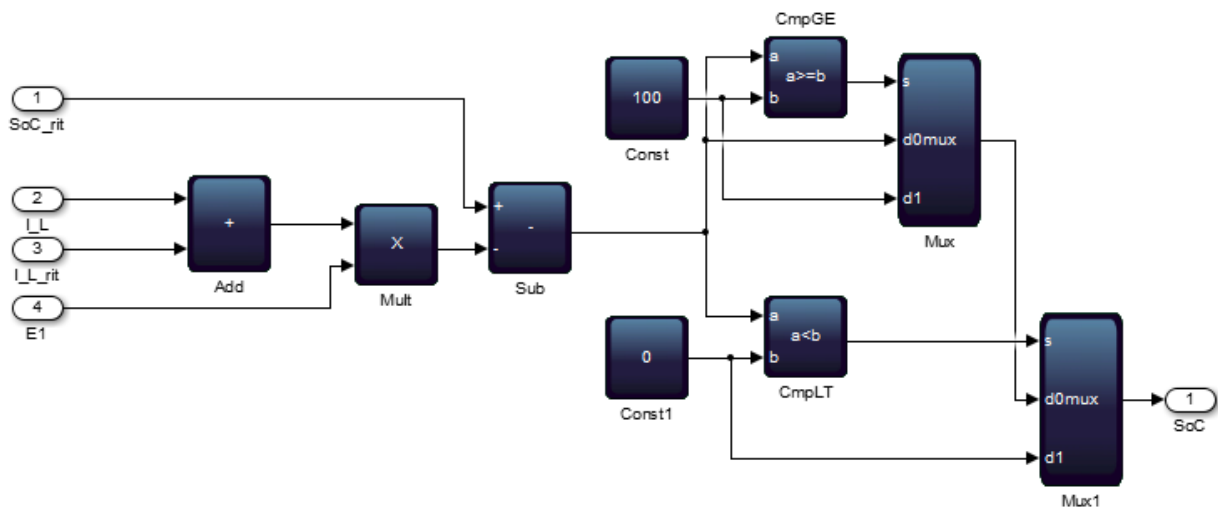 CmpGE
1
SoC_rit
100
Const
a
b
a>=b
s
d0mux
d1
Mux
2
I_L
3
I_L_rit
4
E1
+
Add
X
Mult
+
-
-
Sub
0
Const1
a
b
a<b
CmpLT
s
d0mux
d1
Mux1
1
SoC